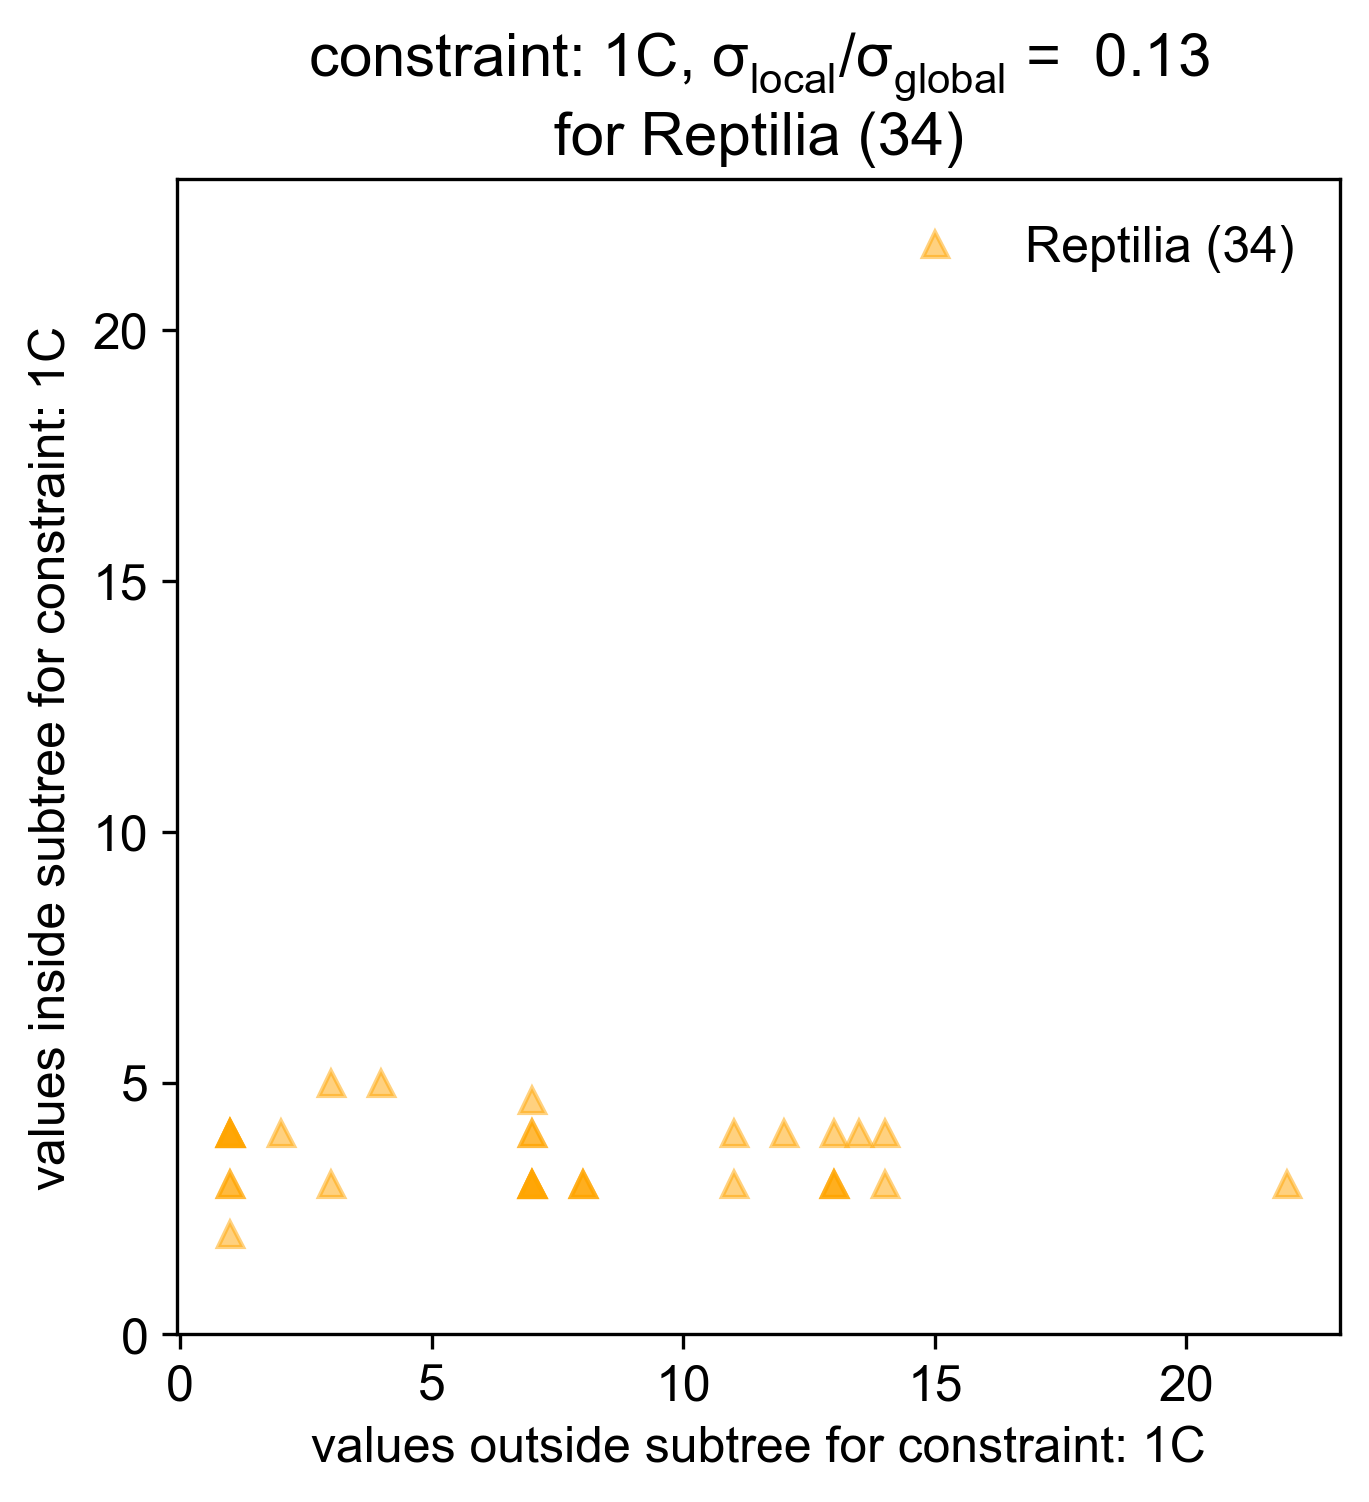 constraint: 1C, σlocal/σglobal = 0.13
for Reptilia (34)
Reptilia (34)
values inside subtree for constraint: 1C
20
15
10
5
0
0 5 10 15 20
values outside subtree for constraint: 1C